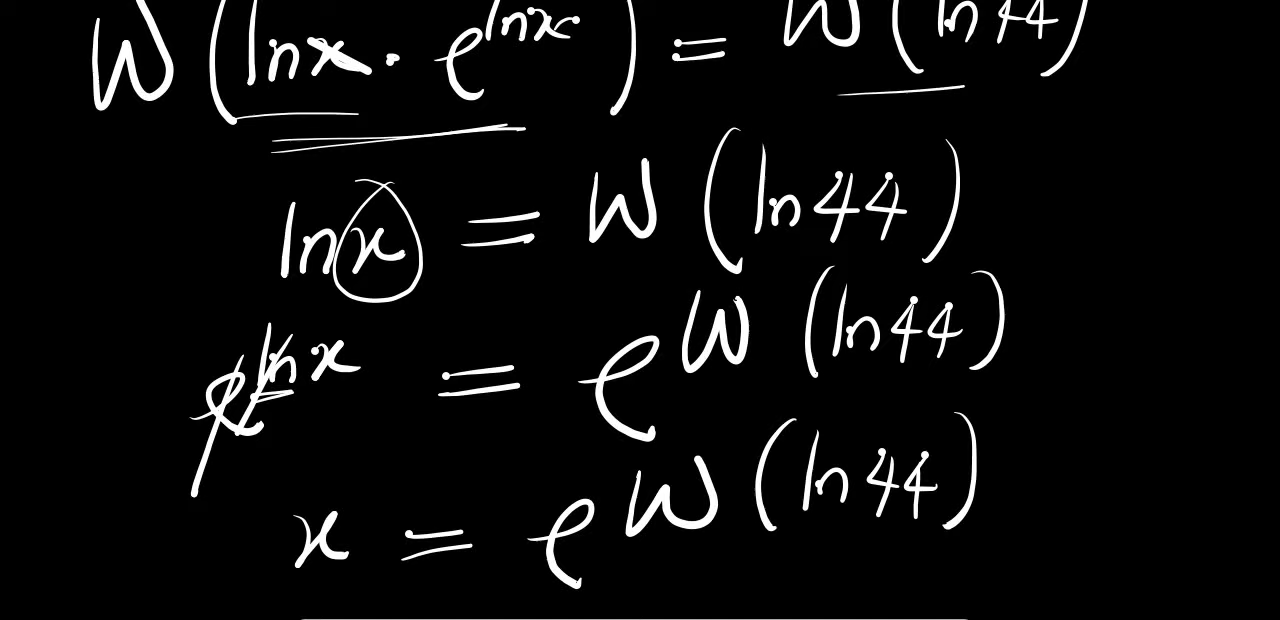 W(lnx · e^{lnx}) = W(ln44)
lnx = W(ln44)
e^{lnx} = e^{W(ln44)}
x = e^{W(ln44)}